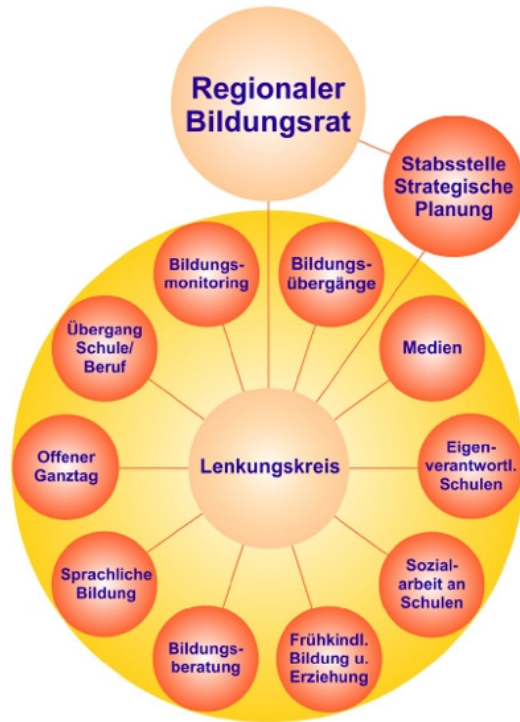 Regionaler
Bildungsrat
Stabsstelle
Strategische
Planung
Bildungs-
monitoring
Bildungs-
übergänge
Übergang
Schule/
Beruf
Medien
Offener
Ganztag
Lenkungskreis
Eigen-
verantwortl.
Schulen
Sprachliche
Bildung
Sozial-
arbeit an
Schulen
Bildungs-
beratung
Frühkindl.
Bildung u.
Erziehung